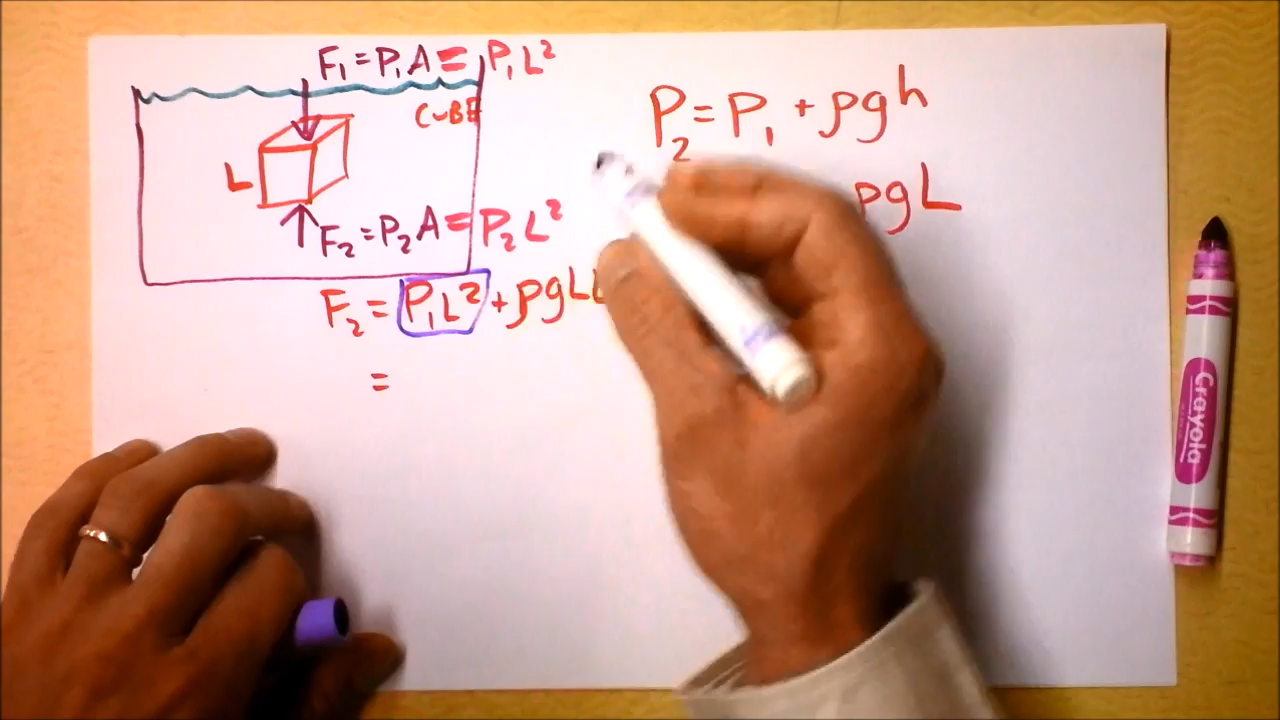 F₁ = P₁A = P₁L²
CUBE
L
F₂ = P₂A = P₂L²
F₂ = P₁L² + ρgL
=
P₂ = P₁ + ρgh
ρgL
Crayola